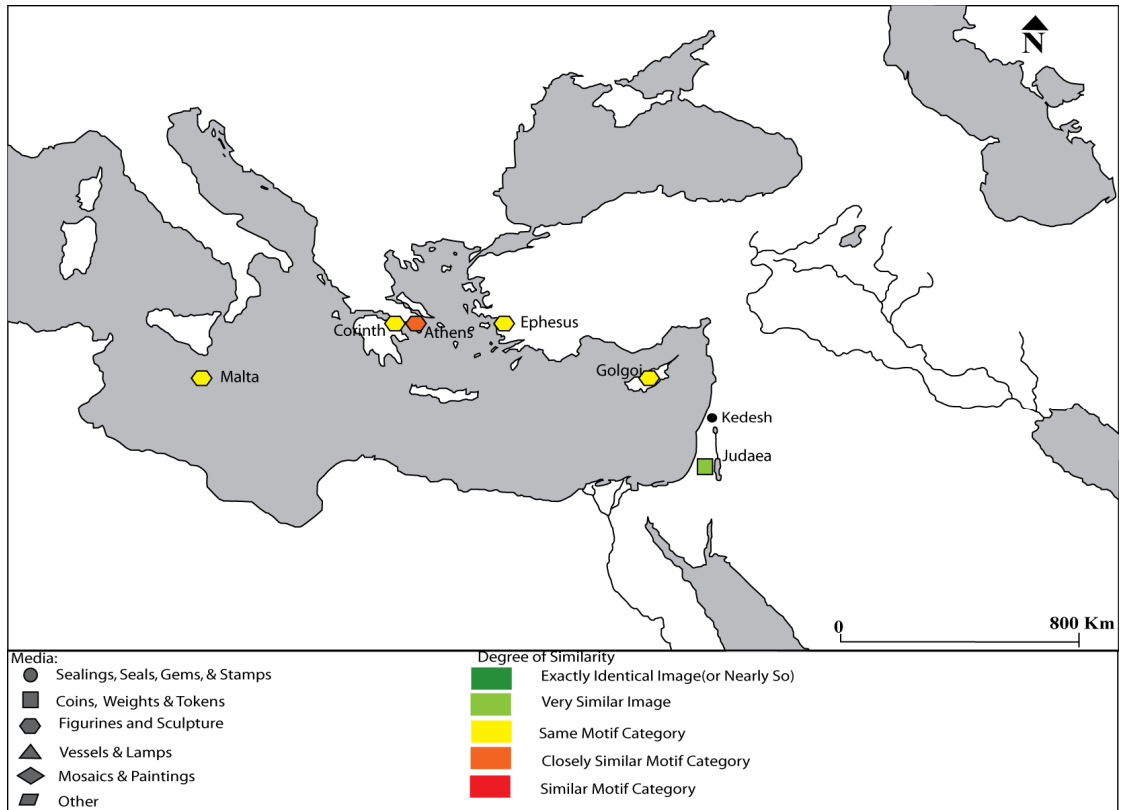 N
Corinth
Athens
Ephesus
Malta
Golgoi
Kedesh
Judaea
0 800 Km
Media:
Sealings, Seals, Gems, & Stamps
Coins, Weights & Tokens
Figurines and Sculpture
Vessels & Lamps
Mosaics & Paintings
Other
Degree of Similarity
Exactly Identical Image(or Nearly So)
Very Similar Image
Same Motif Category
Closely Similar Motif Category
Similar Motif Category